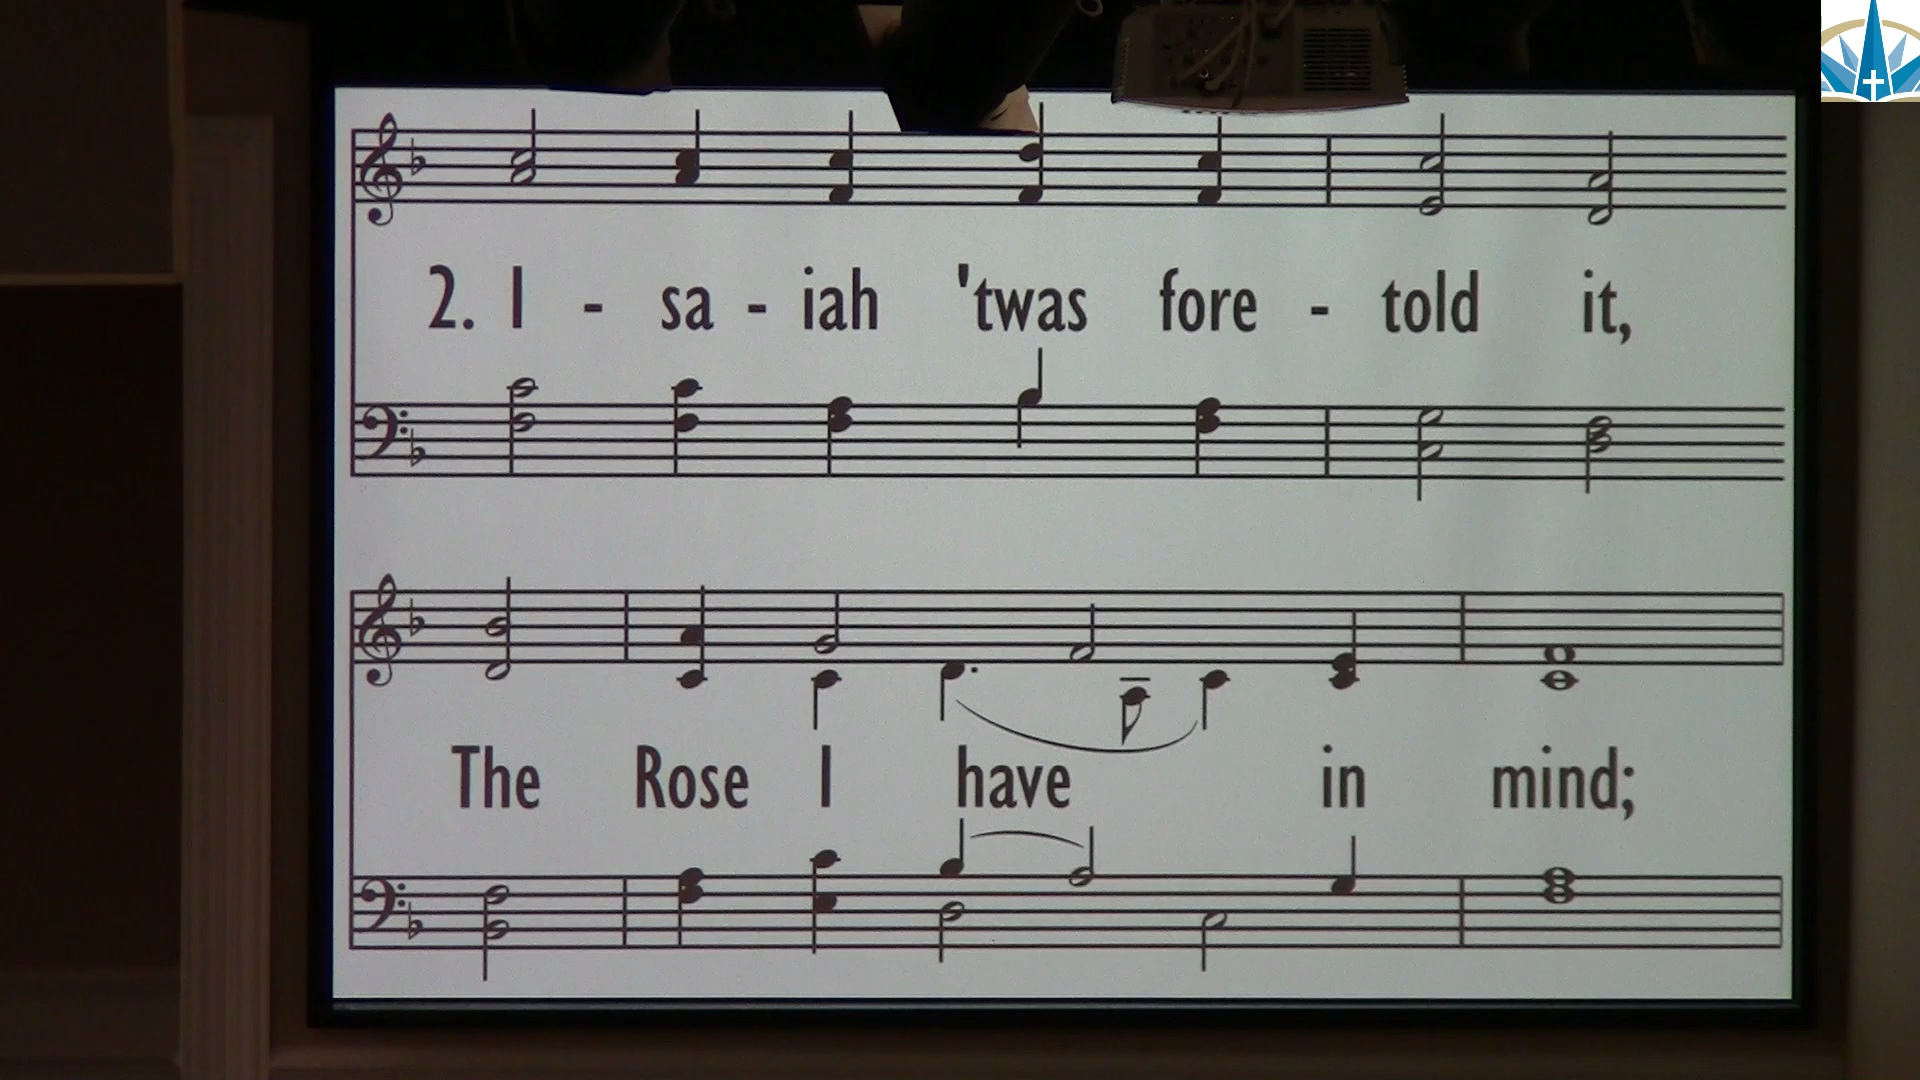 2. I - sa - iah 'twas fore - told it,
The Rose I have in mind;